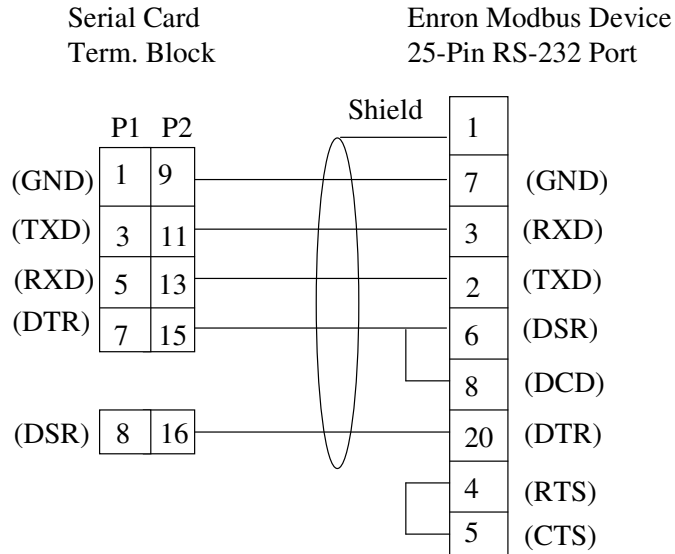 Serial Card Enron Modbus Device
Term. Block 25-Pin RS-232 Port
Shield 1
P1 P2
(GND) 1 9 7 (GND)
(TXD) 3 11 3 (RXD)
(RXD) 5 13 2 (TXD)
(DTR) 7 15 6 (DSR)
8 (DCD)
(DSR) 8 16 20 (DTR)
4 (RTS)
5 (CTS)